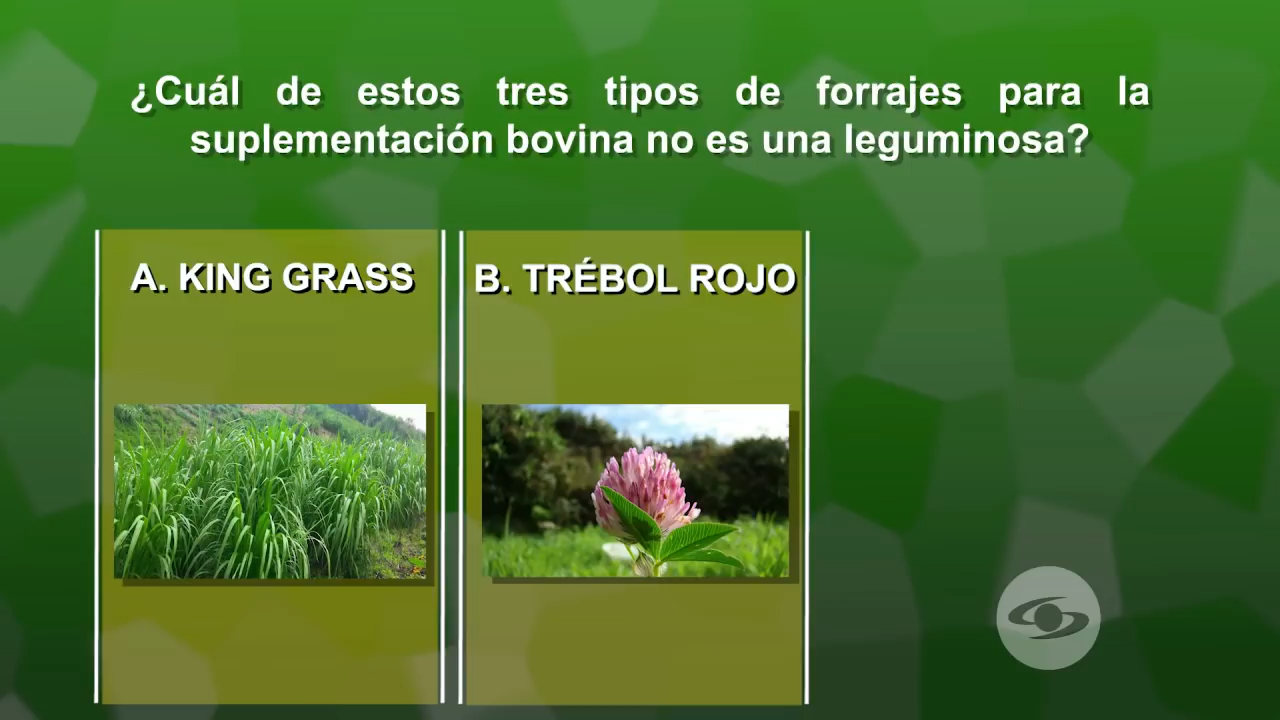 ¿Cuál de estos tres tipos de forrajes para la
suplementación bovina no es una leguminosa?
A. KING GRASS
B. TRÉBOL ROJO